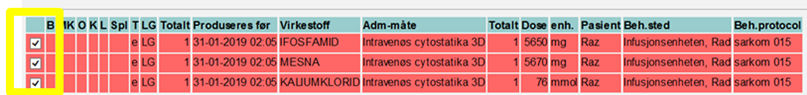 B MK O K L Spl T LG Totalt Produseres før Virkestoff Adm-måte Totalt Dose enh. Pasient Beh.sted Beh.protocol
e LG 1 31-01-2019 02:05 IFOSFAMID Intravenøs cytostatika 3D 1 5650 mg Raz Infusjonsenheten, Rad sarkom 015
e LG 1 31-01-2019 02:05 MESNA Intravenøs cytostatika 3D 1 5670 mg Raz Infusjonsenheten, Rad sarkom 015
e LG 1 31-01-2019 02:05 KALIUMKLORID Intravenøs cytostatika 3D 1 76 mmol Raz Infusjonsenheten, Rad sarkom 015